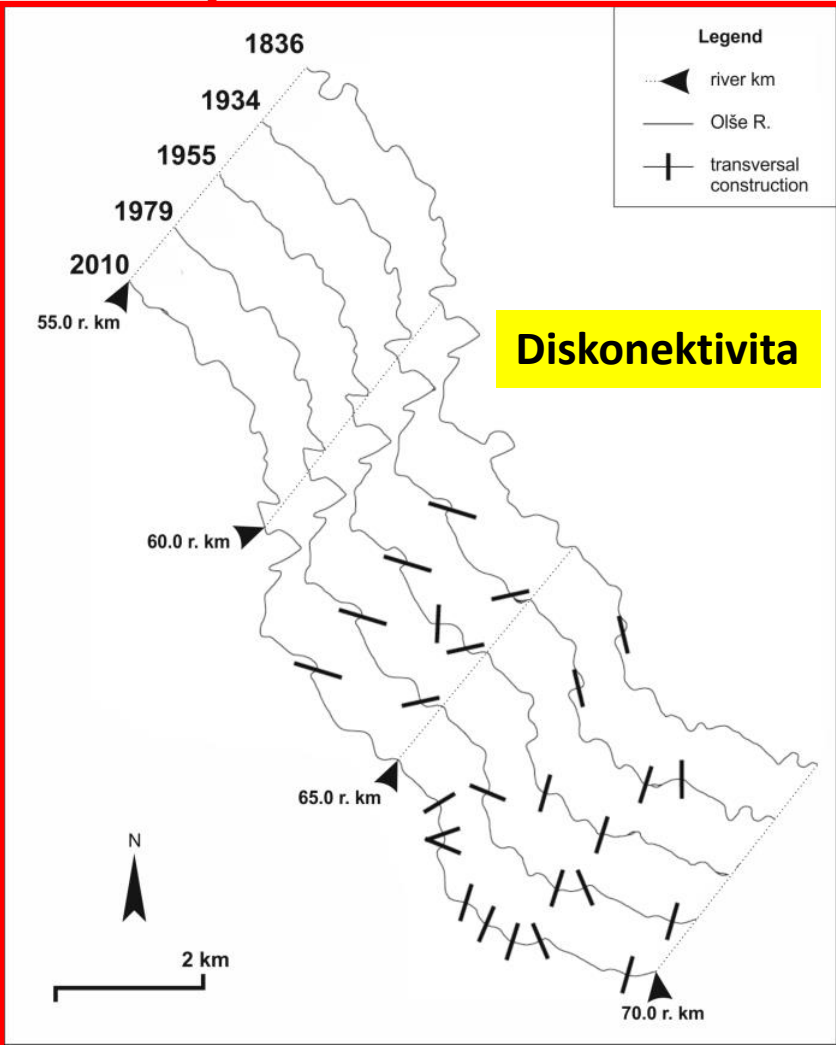 1836
1934
1955
1979
2010
55.0 r. km
Legend
river km
Olše R.
transversal
construction
Diskonektivita
60.0 r. km
65.0 r. km
N
2 km
70.0 r. km